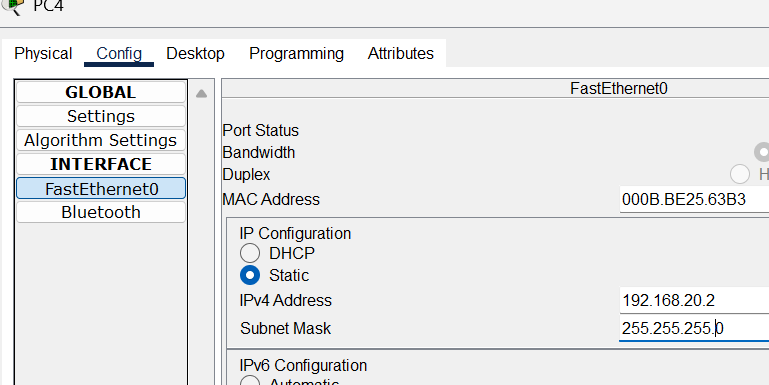 PC4
Physical Config Desktop Programming Attributes
GLOBAL
Settings
Algorithm Settings
INTERFACE
FastEthernet0
Bluetooth
FastEthernet0
Port Status
Bandwidth
Duplex H
MAC Address 000B.BE25.63B3
IP Configuration
DHCP
Static
IPv4 Address 192.168.20.2
Subnet Mask 255.255.255.0
IPv6 Configuration
Automatic